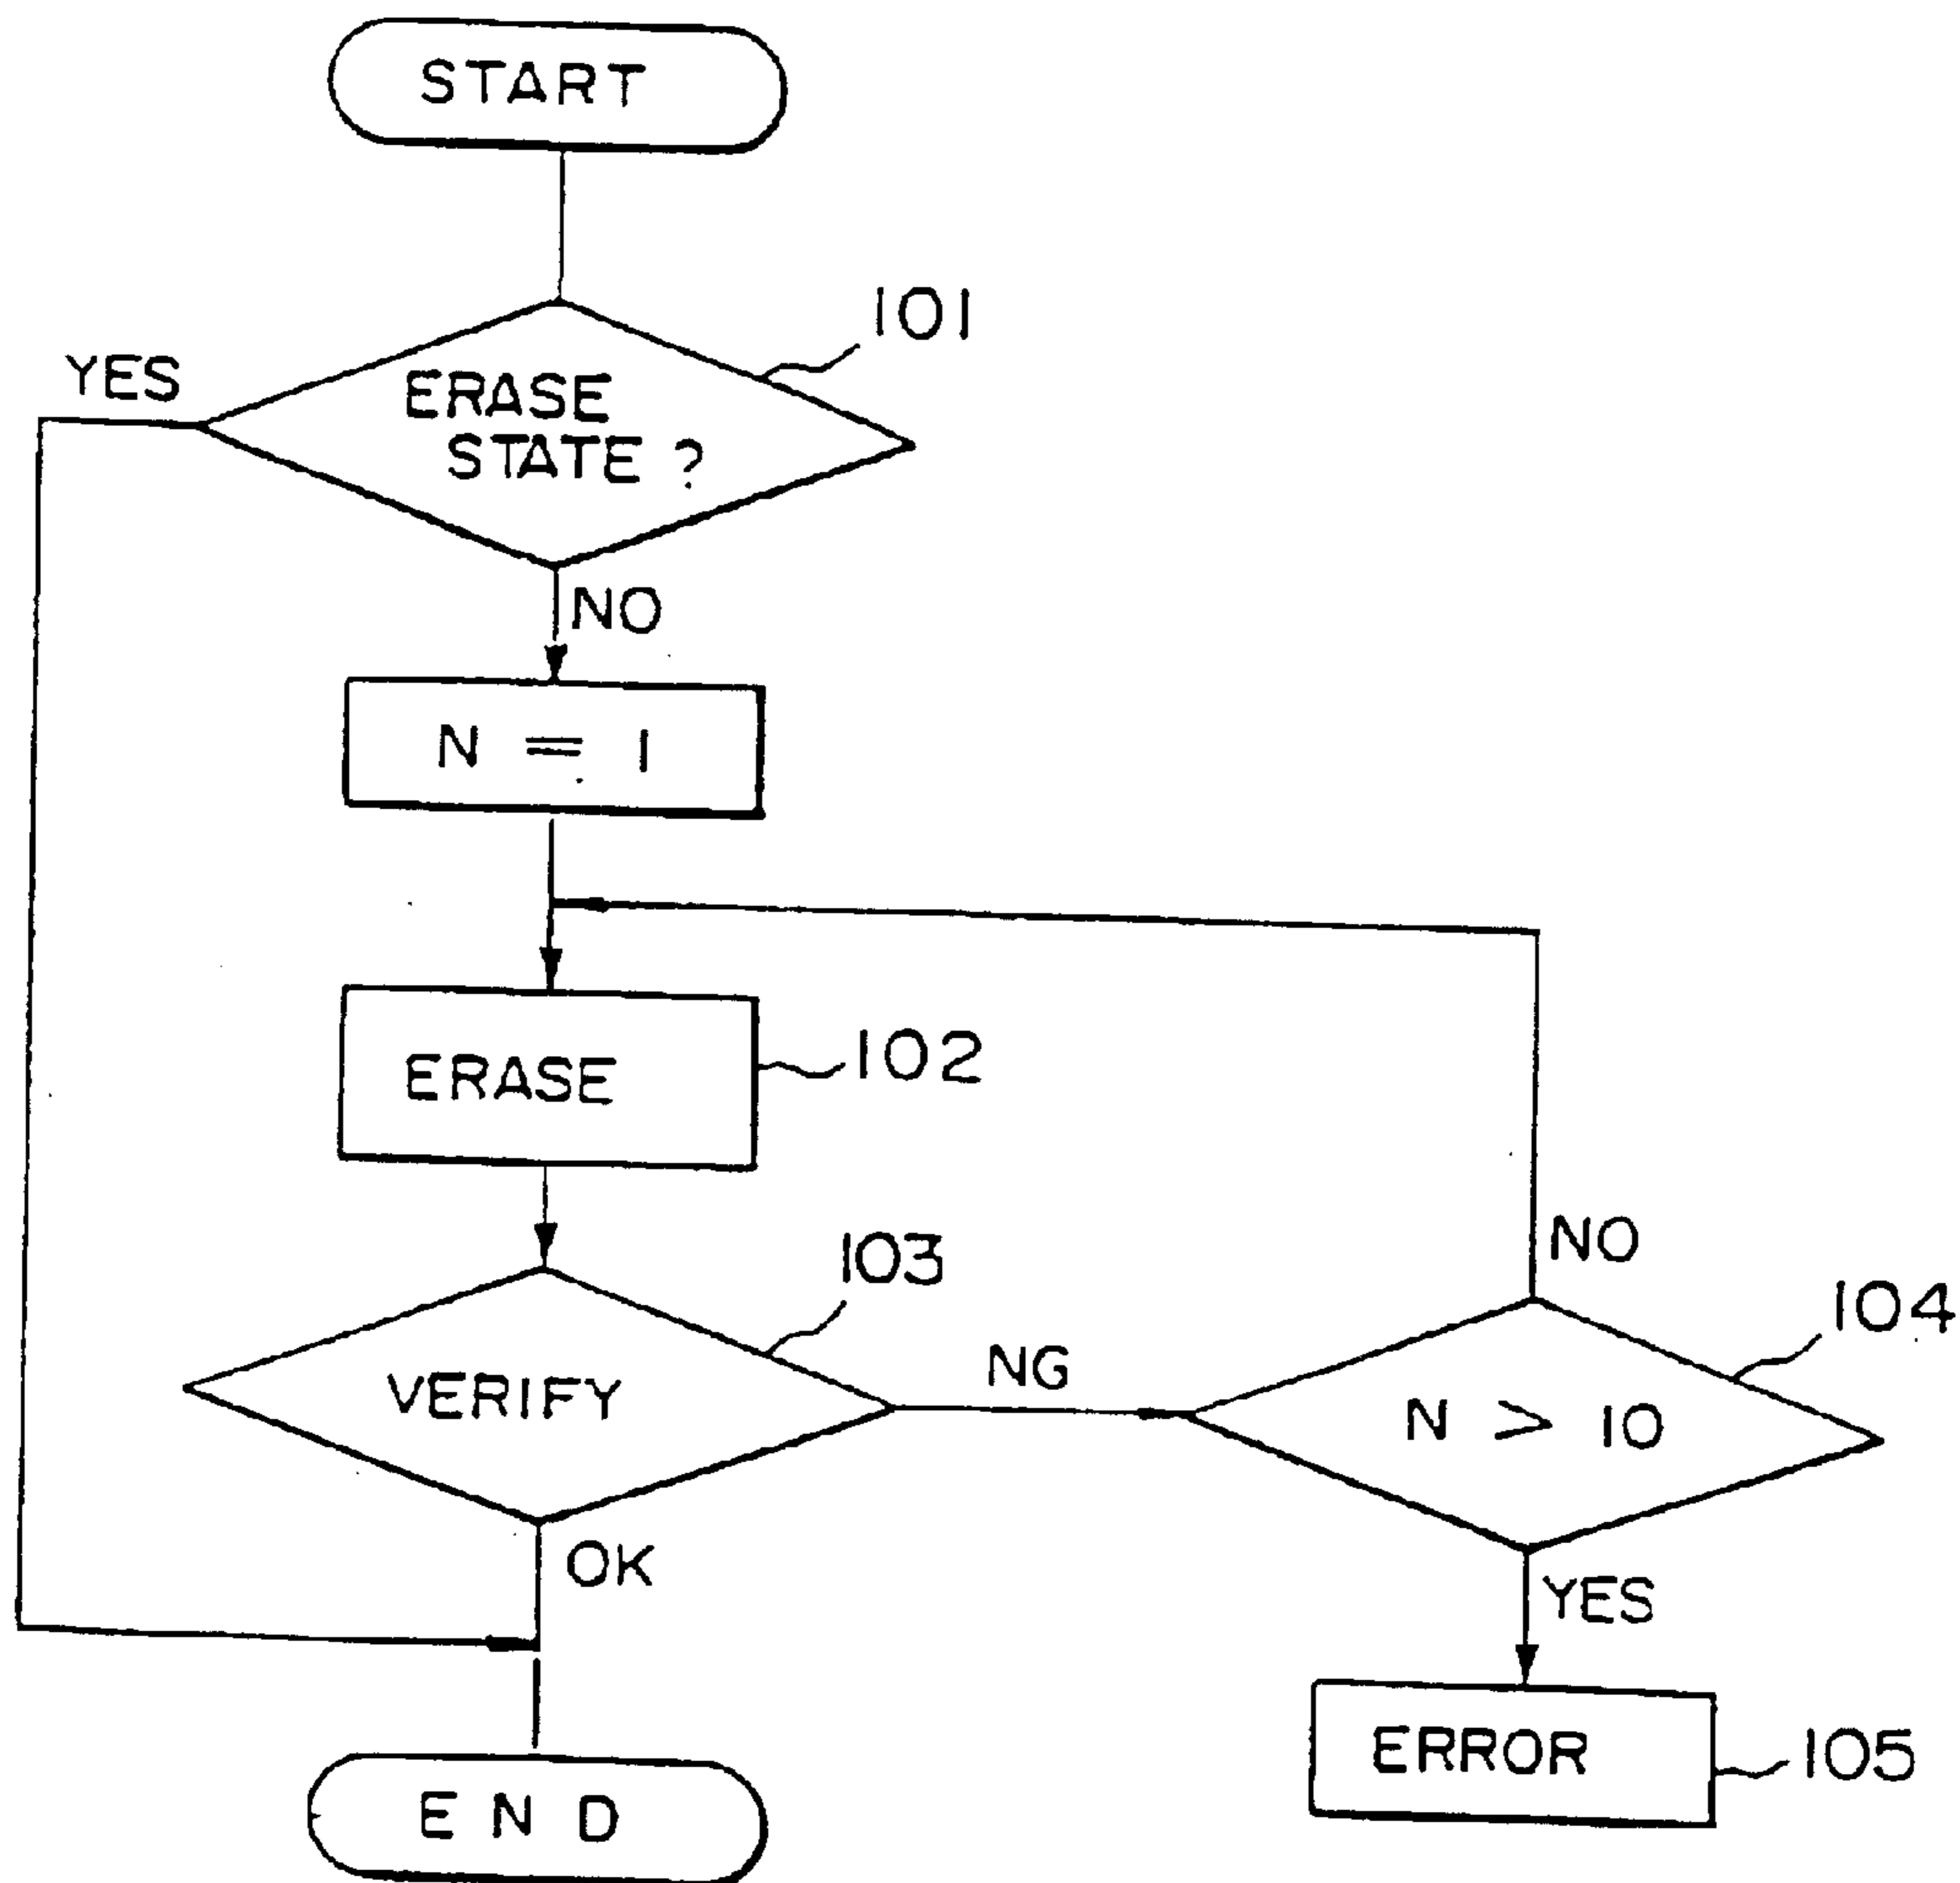 START
101
YES
ERASE
STATE ?
NO
N = 1
ERASE
102
103
NO
104
VERIFY
NG
N > 10
OK
YES
ERROR
105
END